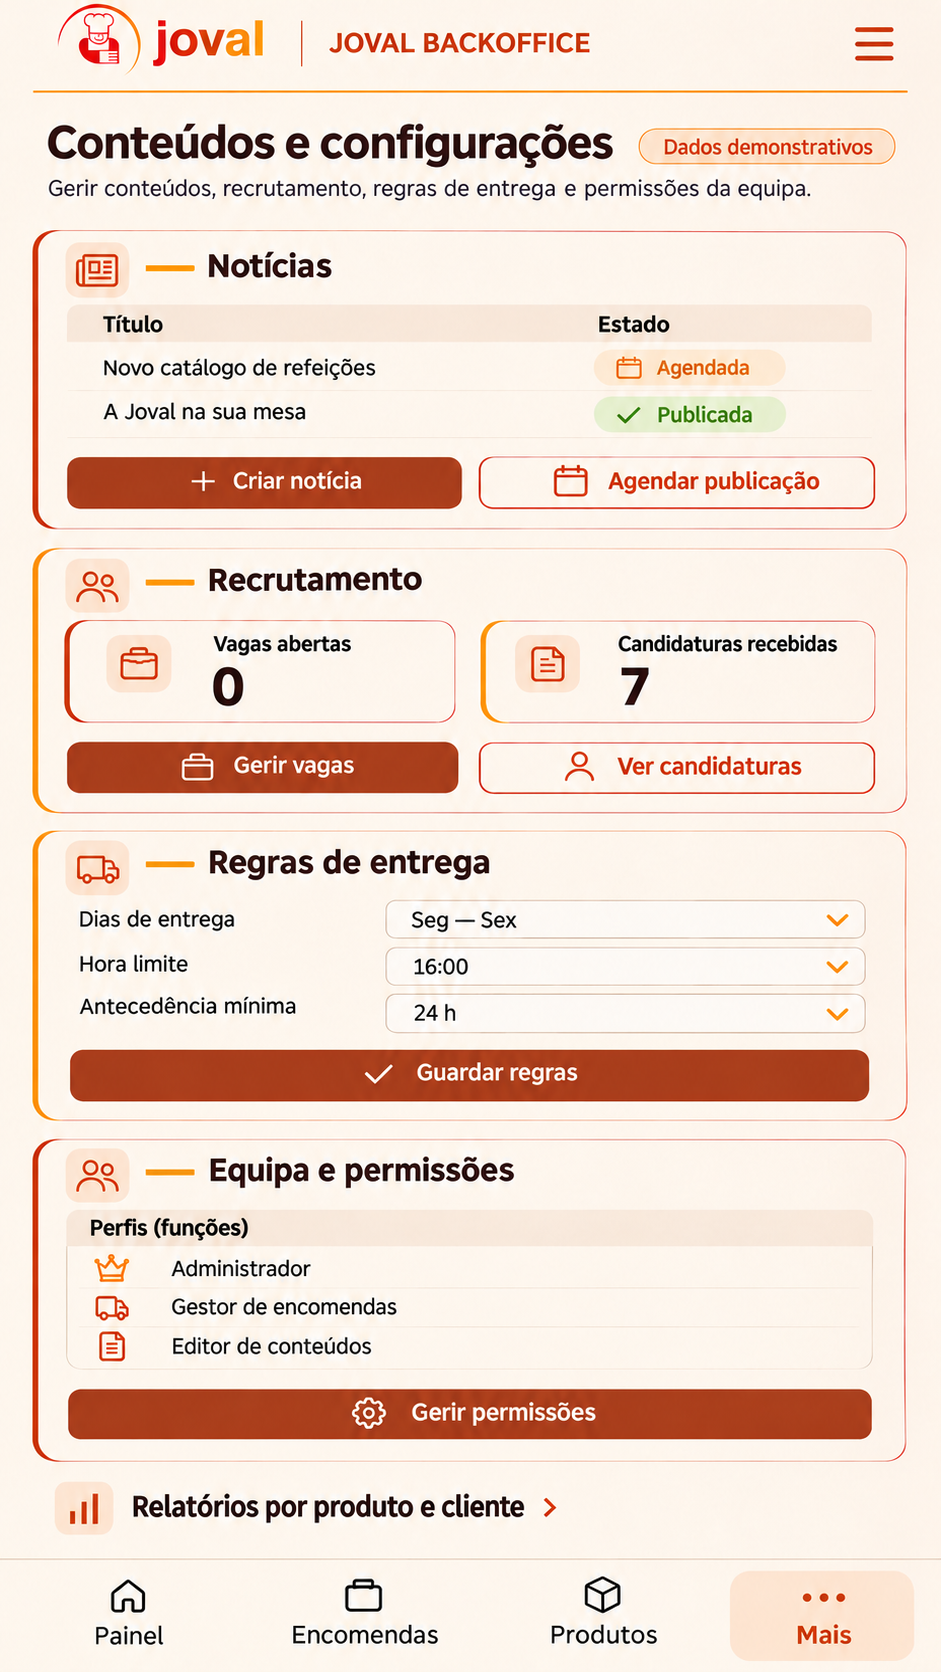 joval
JOVAL BACKOFFICE
Conteúdos e configurações
Dados demonstrativos
Gerir conteúdos, recrutamento, regras de entrega e permissões da equipa.
Notícias
Título Estado
Novo catálogo de refeições Agendada
A Joval na sua mesa Publicada
Criar notícia Agendar publicação
Recrutamento
Vagas abertas
0
Candidaturas recebidas
7
Gerir vagas Ver candidaturas
Regras de entrega
Dias de entrega Seg — Sex
Hora limite 16:00
Antecedência mínima 24 h
Guardar regras
Equipa e permissões
Perfis (funções)
Administrador
Gestor de encomendas
Editor de conteúdos
Gerir permissões
Relatórios por produto e cliente
Painel Encomendas Produtos Mais